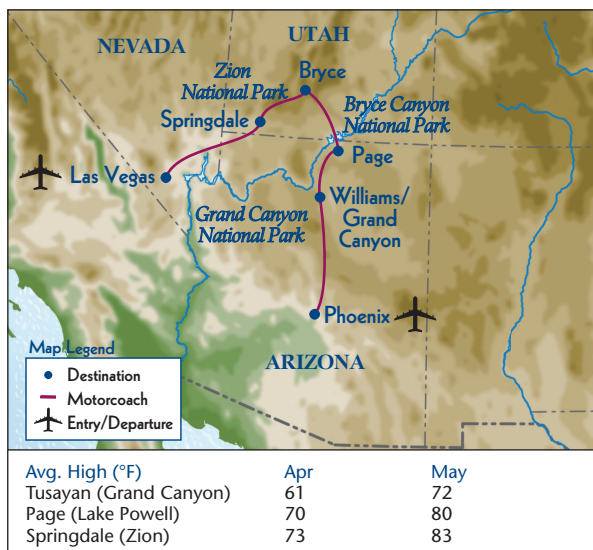 NEVADA
UTAH
Zion
National Park
Bryce
Bryce Canyon
National Park
Springdale
Page
Las Vegas
Williams/
Grand
Canyon
Grand Canyon
National Park
Phoenix
ARIZONA
Map Legend
Destination
Motorcoach
Entry/Departure
Avg. High (°F) Apr May
Tusayan (Grand Canyon) 61 72
Page (Lake Powell) 70 80
Springdale (Zion) 73 83